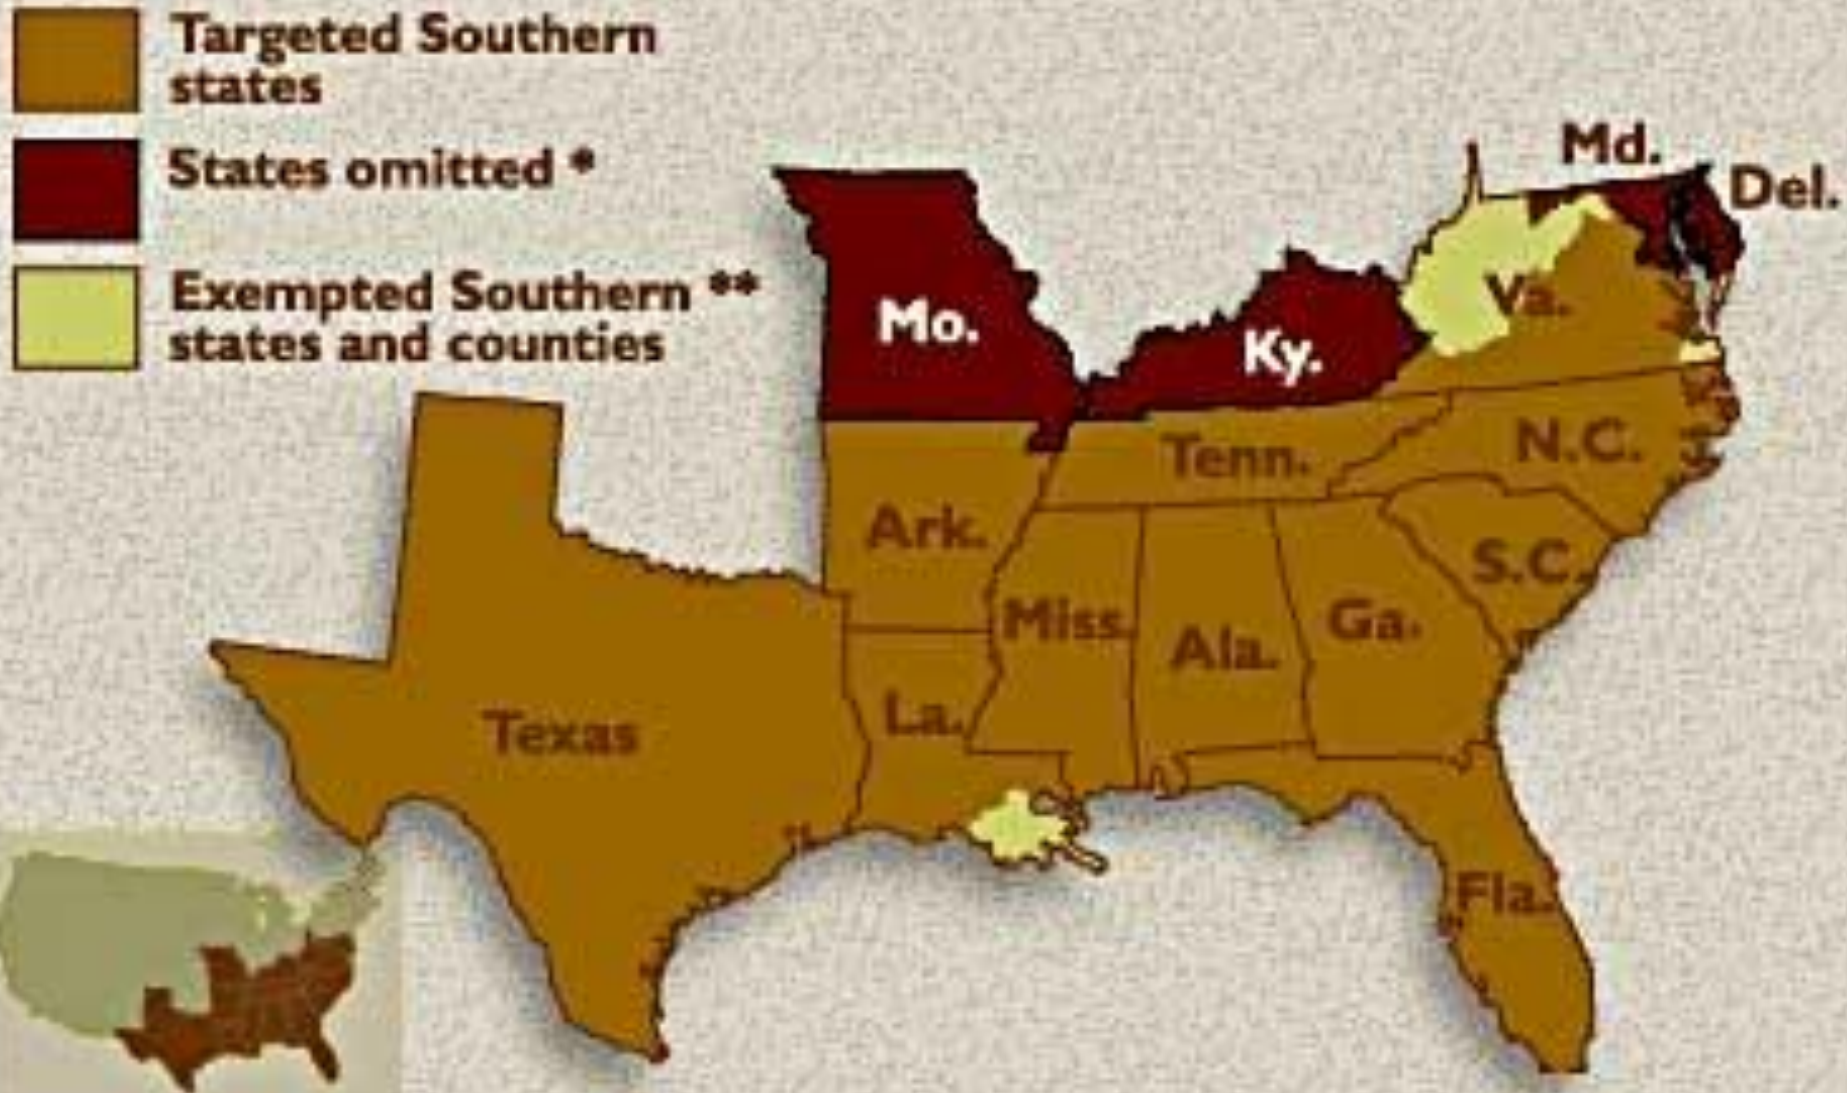 Targeted Southern
states
States omitted *
Exempted Southern **
states and counties
Md.
Del.
Mo.
Ky.
Va.
Tenn.
N.C.
Ark.
S.C.
Miss.
Ala.
Ga.
La.
Texas
Fla.